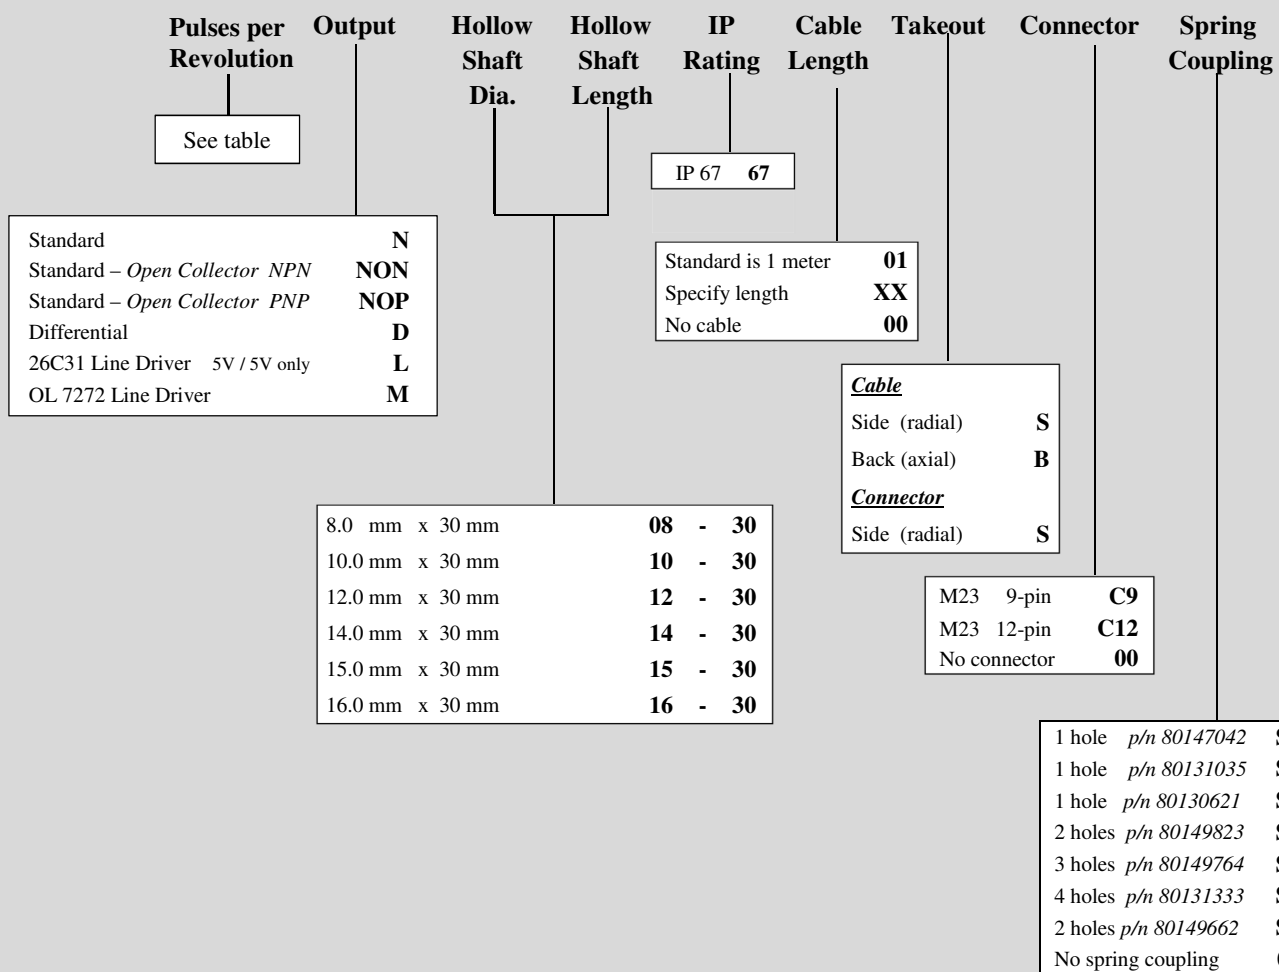 Pulses per Revolution
Output
Hollow Shaft Dia.
Hollow Shaft Length
IP Rating
Cable Length
Takeout
Connector
Spring Coupling
See table
IP 67 67
Standard N
Standard – Open Collector NPN NON
Standard – Open Collector PNP NOP
Differential D
26C31 Line Driver 5V / 5V only L
OL 7272 Line Driver M
Standard is 1 meter 01
Specify length XX
No cable 00
Cable
Side (radial) S
Back (axial) B
Connector
Side (radial) S
8.0 mm x 30 mm 08 - 30
10.0 mm x 30 mm 10 - 30
12.0 mm x 30 mm 12 - 30
14.0 mm x 30 mm 14 - 30
15.0 mm x 30 mm 15 - 30
16.0 mm x 30 mm 16 - 30
M23 9-pin C9
M23 12-pin C12
No connector 00
1 hole p/n 80147042
1 hole p/n 80131035
1 hole p/n 80130621
2 holes p/n 80149823
3 holes p/n 80149764
4 holes p/n 80131333
2 holes p/n 80149662
No spring coupling